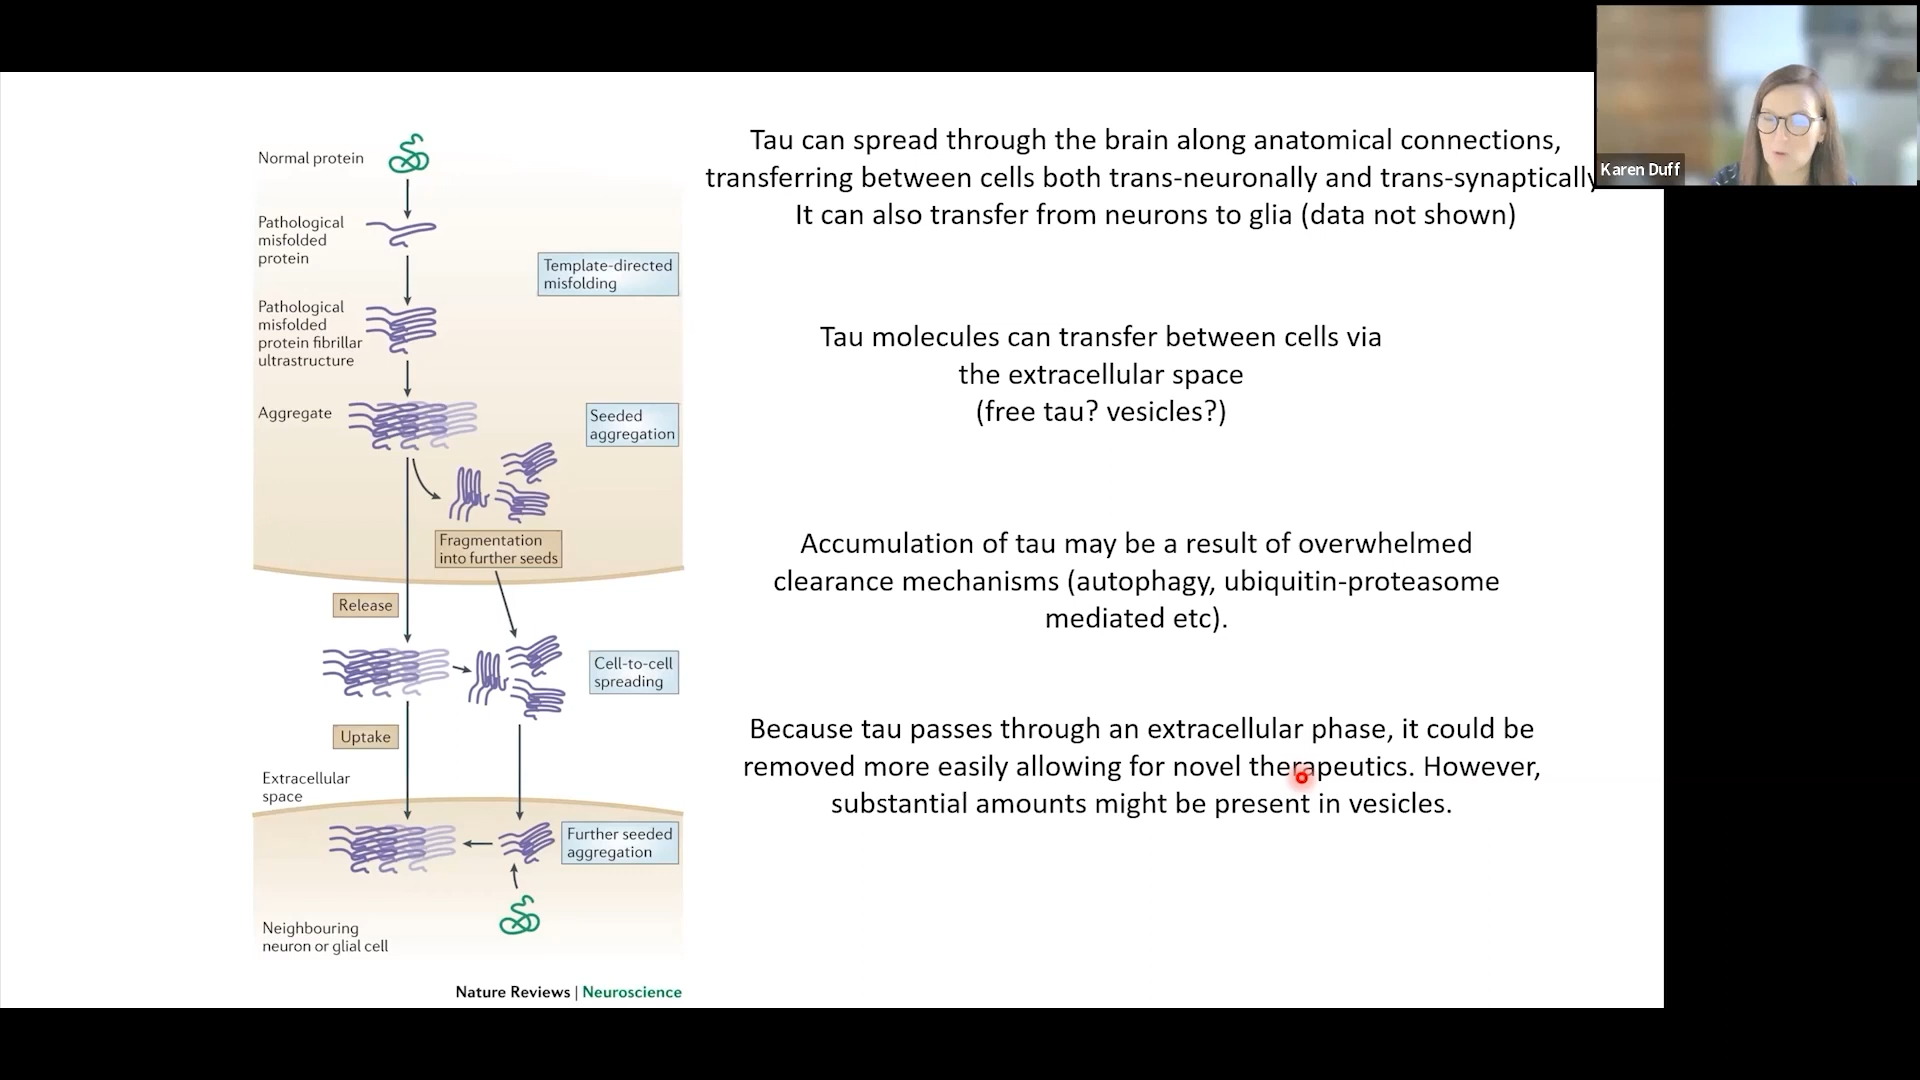 Normal protein
Pathological
misfolded
protein
Template-directed
misfolding
Pathological
misfolded
protein fibrillar
ultrastructure
Aggregate
Seeded
aggregation
Fragmentation
into further seeds
Release
Cell-to-cell
spreading
Uptake
Extracellular
space
Further seeded
aggregation
Neighbouring
neuron or glial cell
Nature Reviews | Neuroscience
Tau can spread through the brain along anatomical connections,
transferring between cells both trans-neuronally and trans-synaptically
It can also transfer from neurons to glia (data not shown)
Tau molecules can transfer between cells via
the extracellular space
(free tau? vesicles?)
Accumulation of tau may be a result of overwhelmed
clearance mechanisms (autophagy, ubiquitin-proteasome
mediated etc).
Because tau passes through an extracellular phase, it could be
removed more easily allowing for novel therapeutics. However,
substantial amounts might be present in vesicles.
Karen Duff